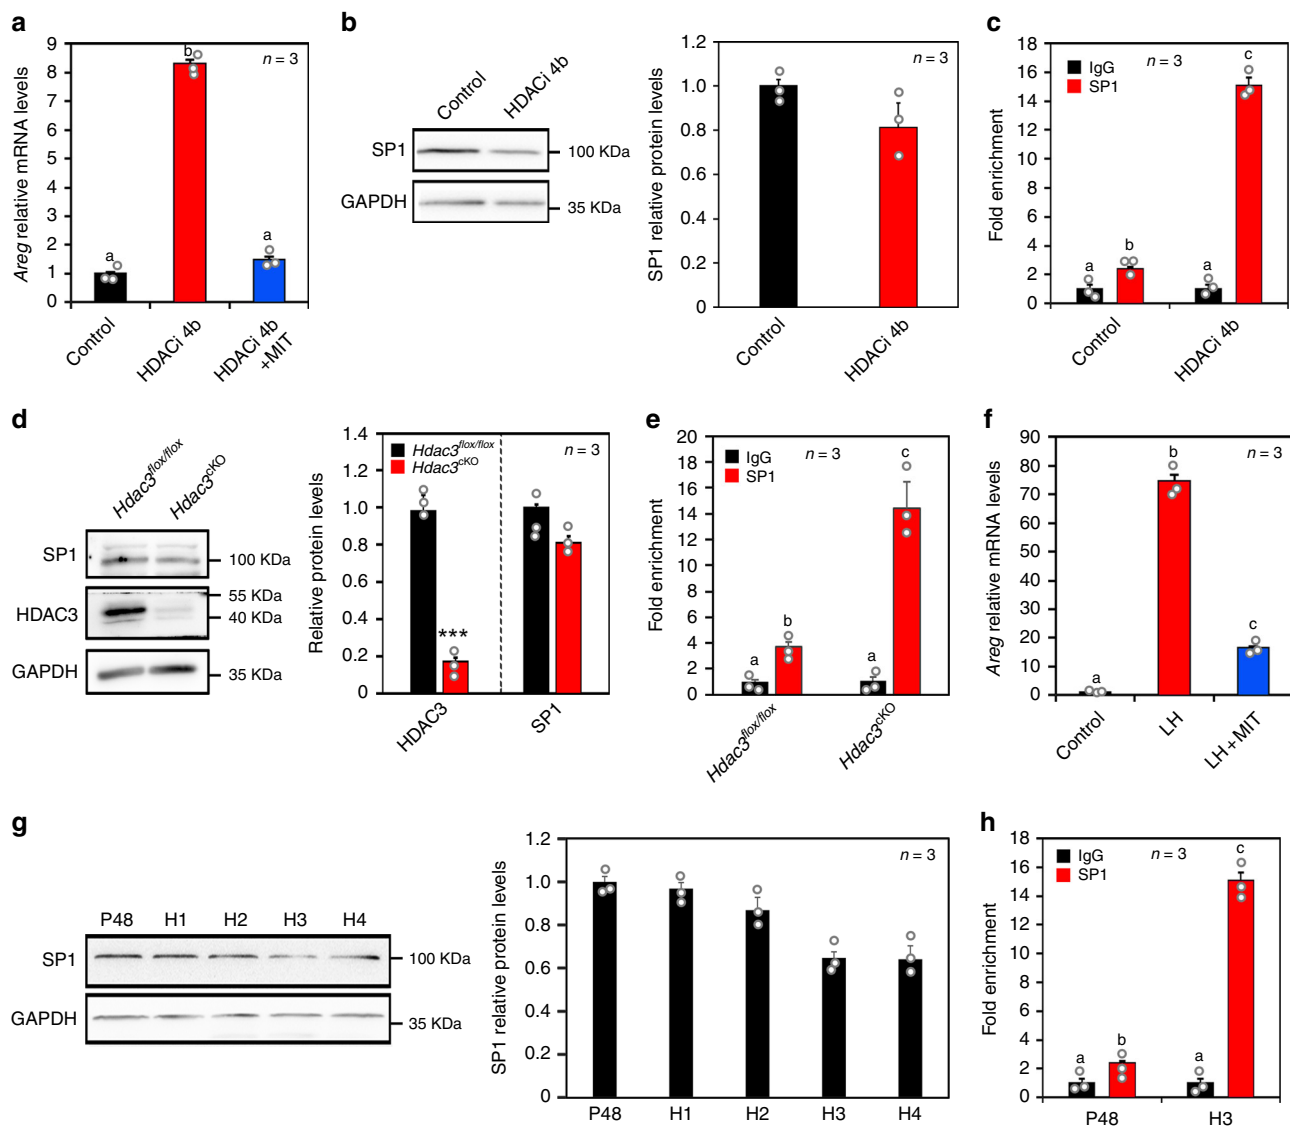 a
Areg relative mRNA levels
9
8
7
6
5
4
3
2
1
0
n = 3
a
b
a
Control
HDACi 4b
HDACi 4b
+MIT
b
Control
HDACi 4b
SP1
100 KDa
GAPDH
35 KDa
SP1 relative protein levels
1.2
1.0
0.8
0.6
0.4
0.2
0
n = 3
Control
HDACi 4b
c
Fold enrichment
18
16
14
12
10
8
6
4
2
0
IgG
SP1
n = 3
a
b
a
c
Control
HDACi 4b
d
Hdac3flox/flox
Hdac3cKO
SP1
100 KDa
HDAC3
55 KDa
40 KDa
GAPDH
35 KDa
Relative protein levels
1.4
1.2
1.0
0.8
0.6
0.4
0.2
0
Hdac3flox/flox
Hdac3cKO
n = 3
***
HDAC3
SP1
e
Fold enrichment
20
18
16
14
12
10
8
6
4
2
0
IgG
SP1
n = 3
a
b
a
c
Hdac3flox/flox
Hdac3cKO
f
Areg relative mRNA levels
90
80
70
60
50
40
30
20
10
0
n = 3
a
b
c
Control
LH
LH + MIT
g
P48 H1 H2 H3 H4
SP1
100 KDa
GAPDH
35 KDa
SP1 relative protein levels
1.2
1.0
0.8
0.6
0.4
0.2
0
n = 3
P48 H1 H2 H3 H4
h
Fold enrichment
18
16
14
12
10
8
6
4
2
0
IgG
SP1
n = 3
a
b
a
c
P48 H3